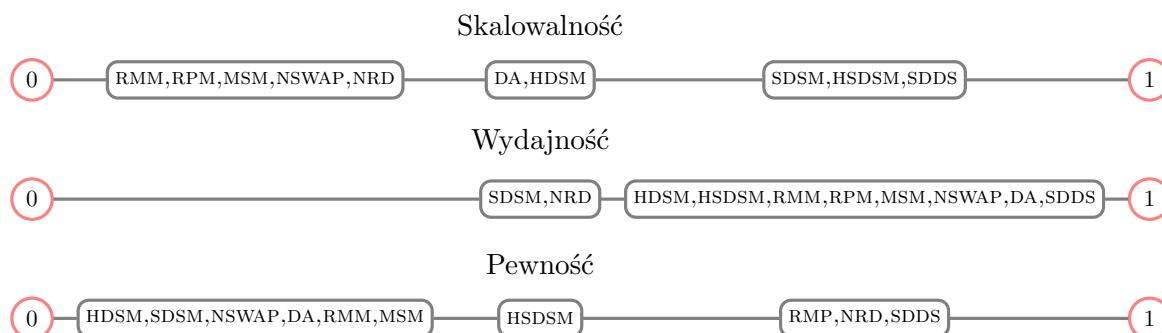 Skalowalność
0 RMM,RPM,MSM,NSWAP,NRD DA,HDSM SDSM,HSDSM,SDDS 1
Wydajność
0 SDSM,NRD HDSM,HSDSM,RMM,RPM,MSM,NSWAP,DA,SDDS 1
Pewność
0 HDSM,SDSM,NSWAP,DA,RMM,MSM HSDSM RMP,NRD,SDDS 1